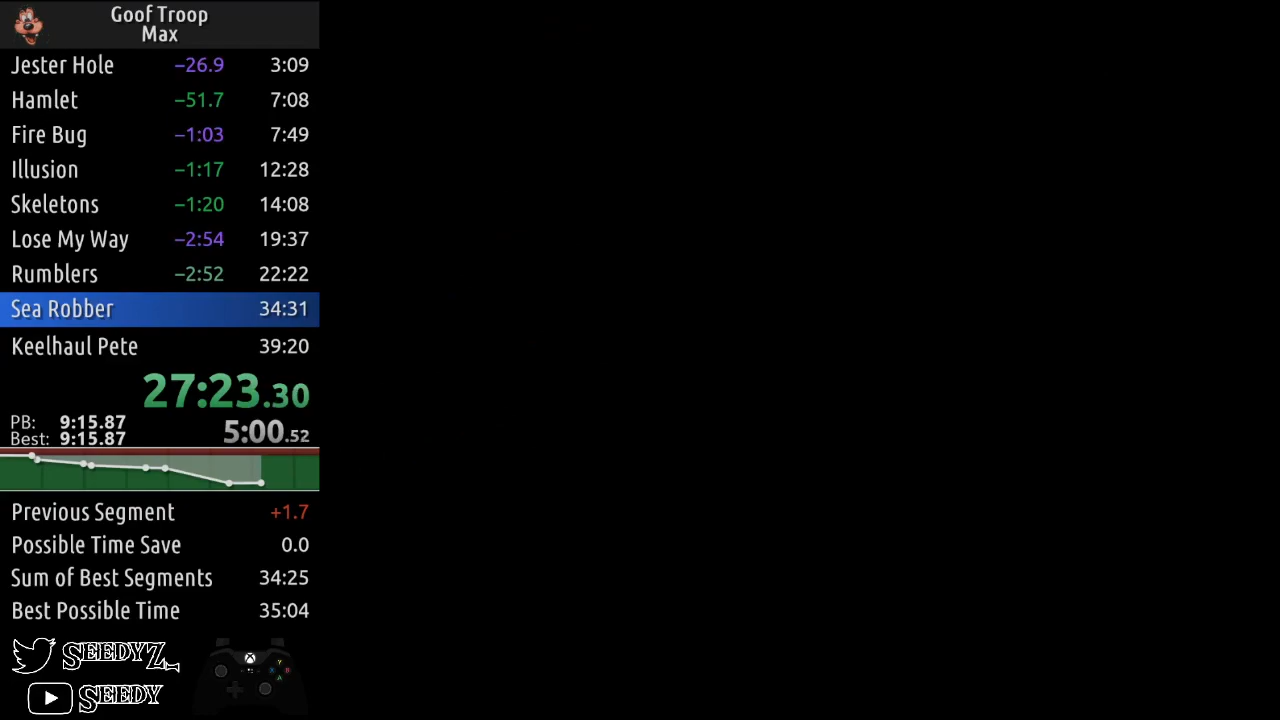 Goof Troop
Max
Jester Hole −26.9 3:09
Hamlet −51.7 7:08
Fire Bug −1:03 7:49
Illusion −1:17 12:28
Skeletons −1:20 14:08
Lose My Way −2:54 19:37
Rumblers −2:52 22:22
Sea Robber 34:31
Keelhaul Pete 39:20
27:23.30
PB: 9:15.87
Best: 9:15.87
5:00.52
Previous Segment +1.7
Possible Time Save 0.0
Sum of Best Segments 34:25
Best Possible Time 35:04
SEEDYZ_
SEEDY
Y
X B
A